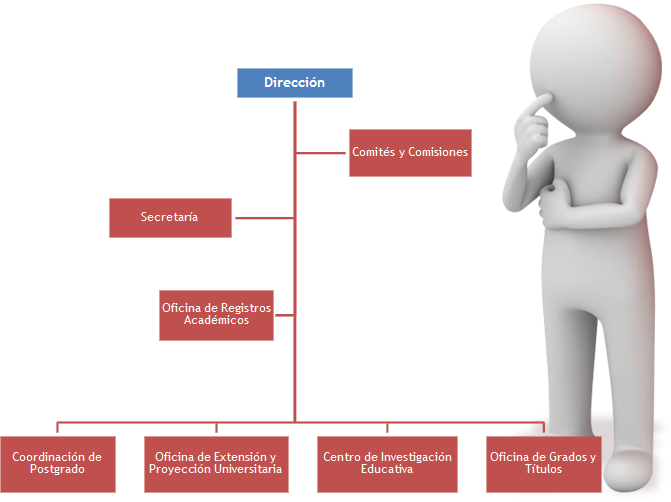 Dirección
Comités y Comisiones
Secretaría
Oficina de Registros
Académicos
Coordinación de
Postgrado
Oficina de Extensión y
Proyección Universitaria
Centro de Investigación
Educativa
Oficina de Grados y
Títulos